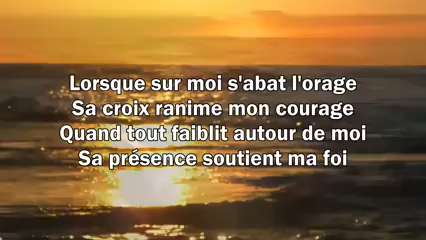 Lorsque sur moi s'abat l'orage
Sa croix ranime mon courage
Quand tout faiblit autour de moi
Sa présence soutient ma foi